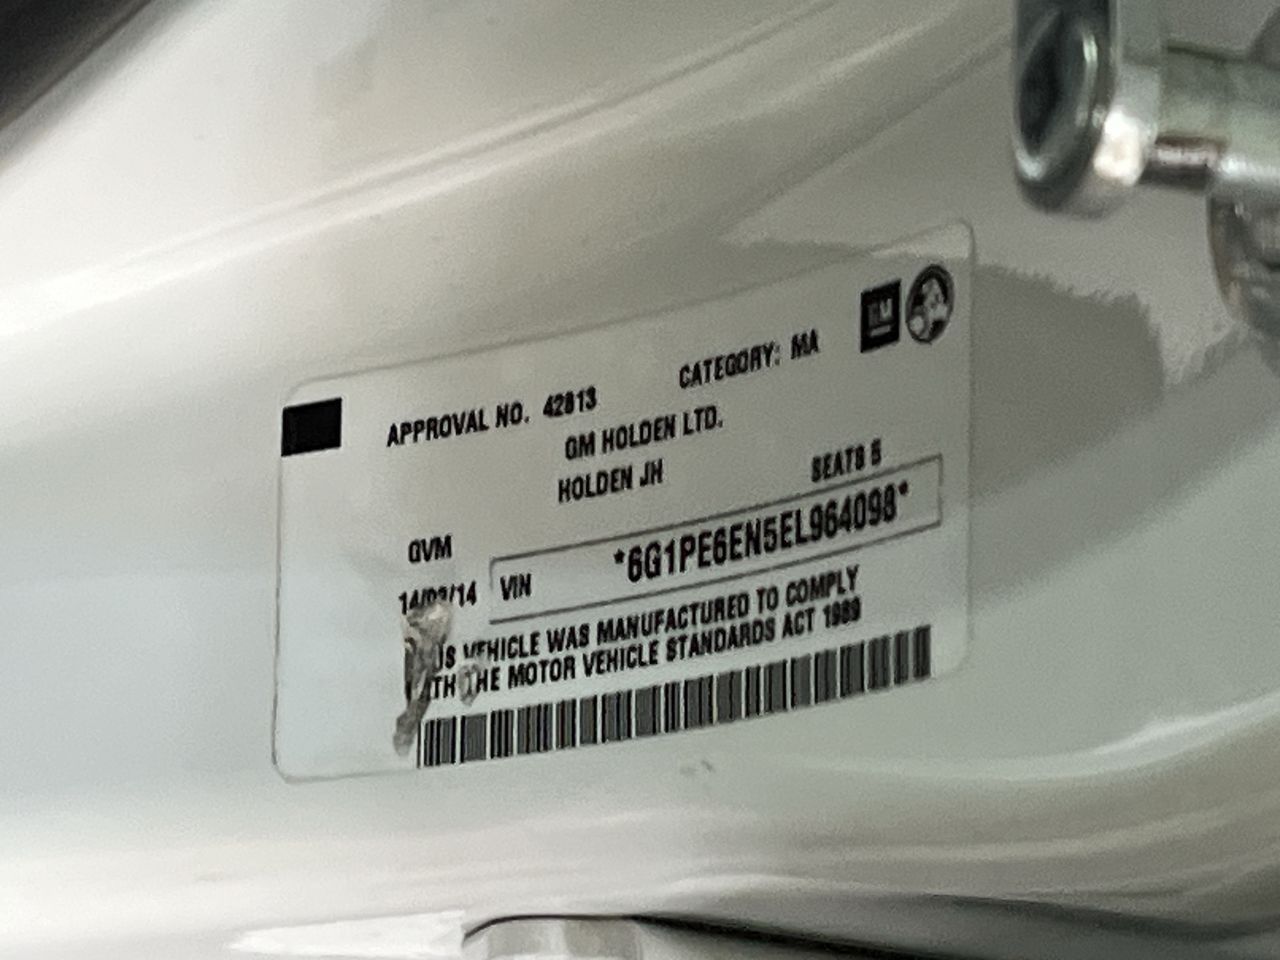 APPROVAL NO. 42813 CATEGORY: MA GM
GM HOLDEN LTD.
HOLDEN JH SEATS 5
GVM
VIN *6G1PE6EN5EL964098*
VEHICLE WAS MANUFACTURED TO COMPLY
THE MOTOR VEHICLE STANDARDS ACT 1989